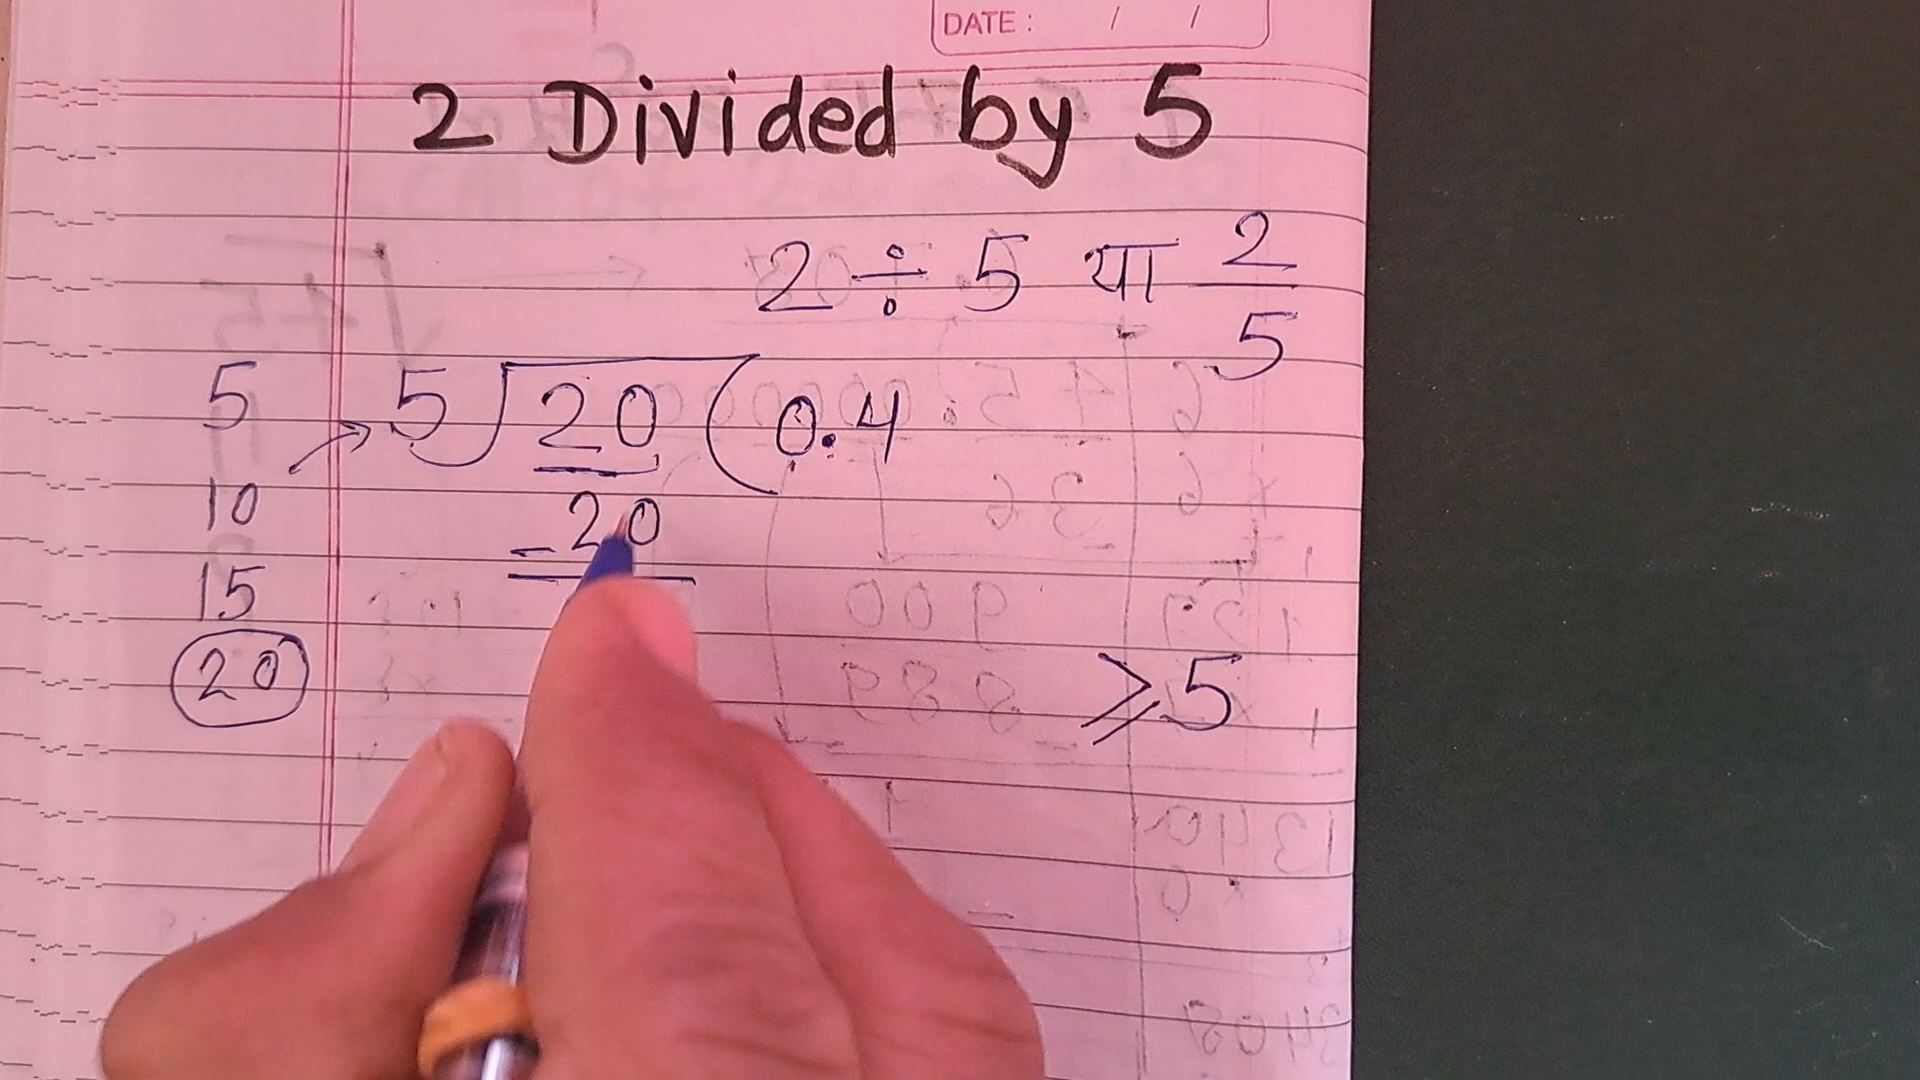 DATE : / /
2 Divided by 5
2 ÷ 5 या 2/5
5 5 20 ( 0.4
10 - 20
15
20
⩾ 5